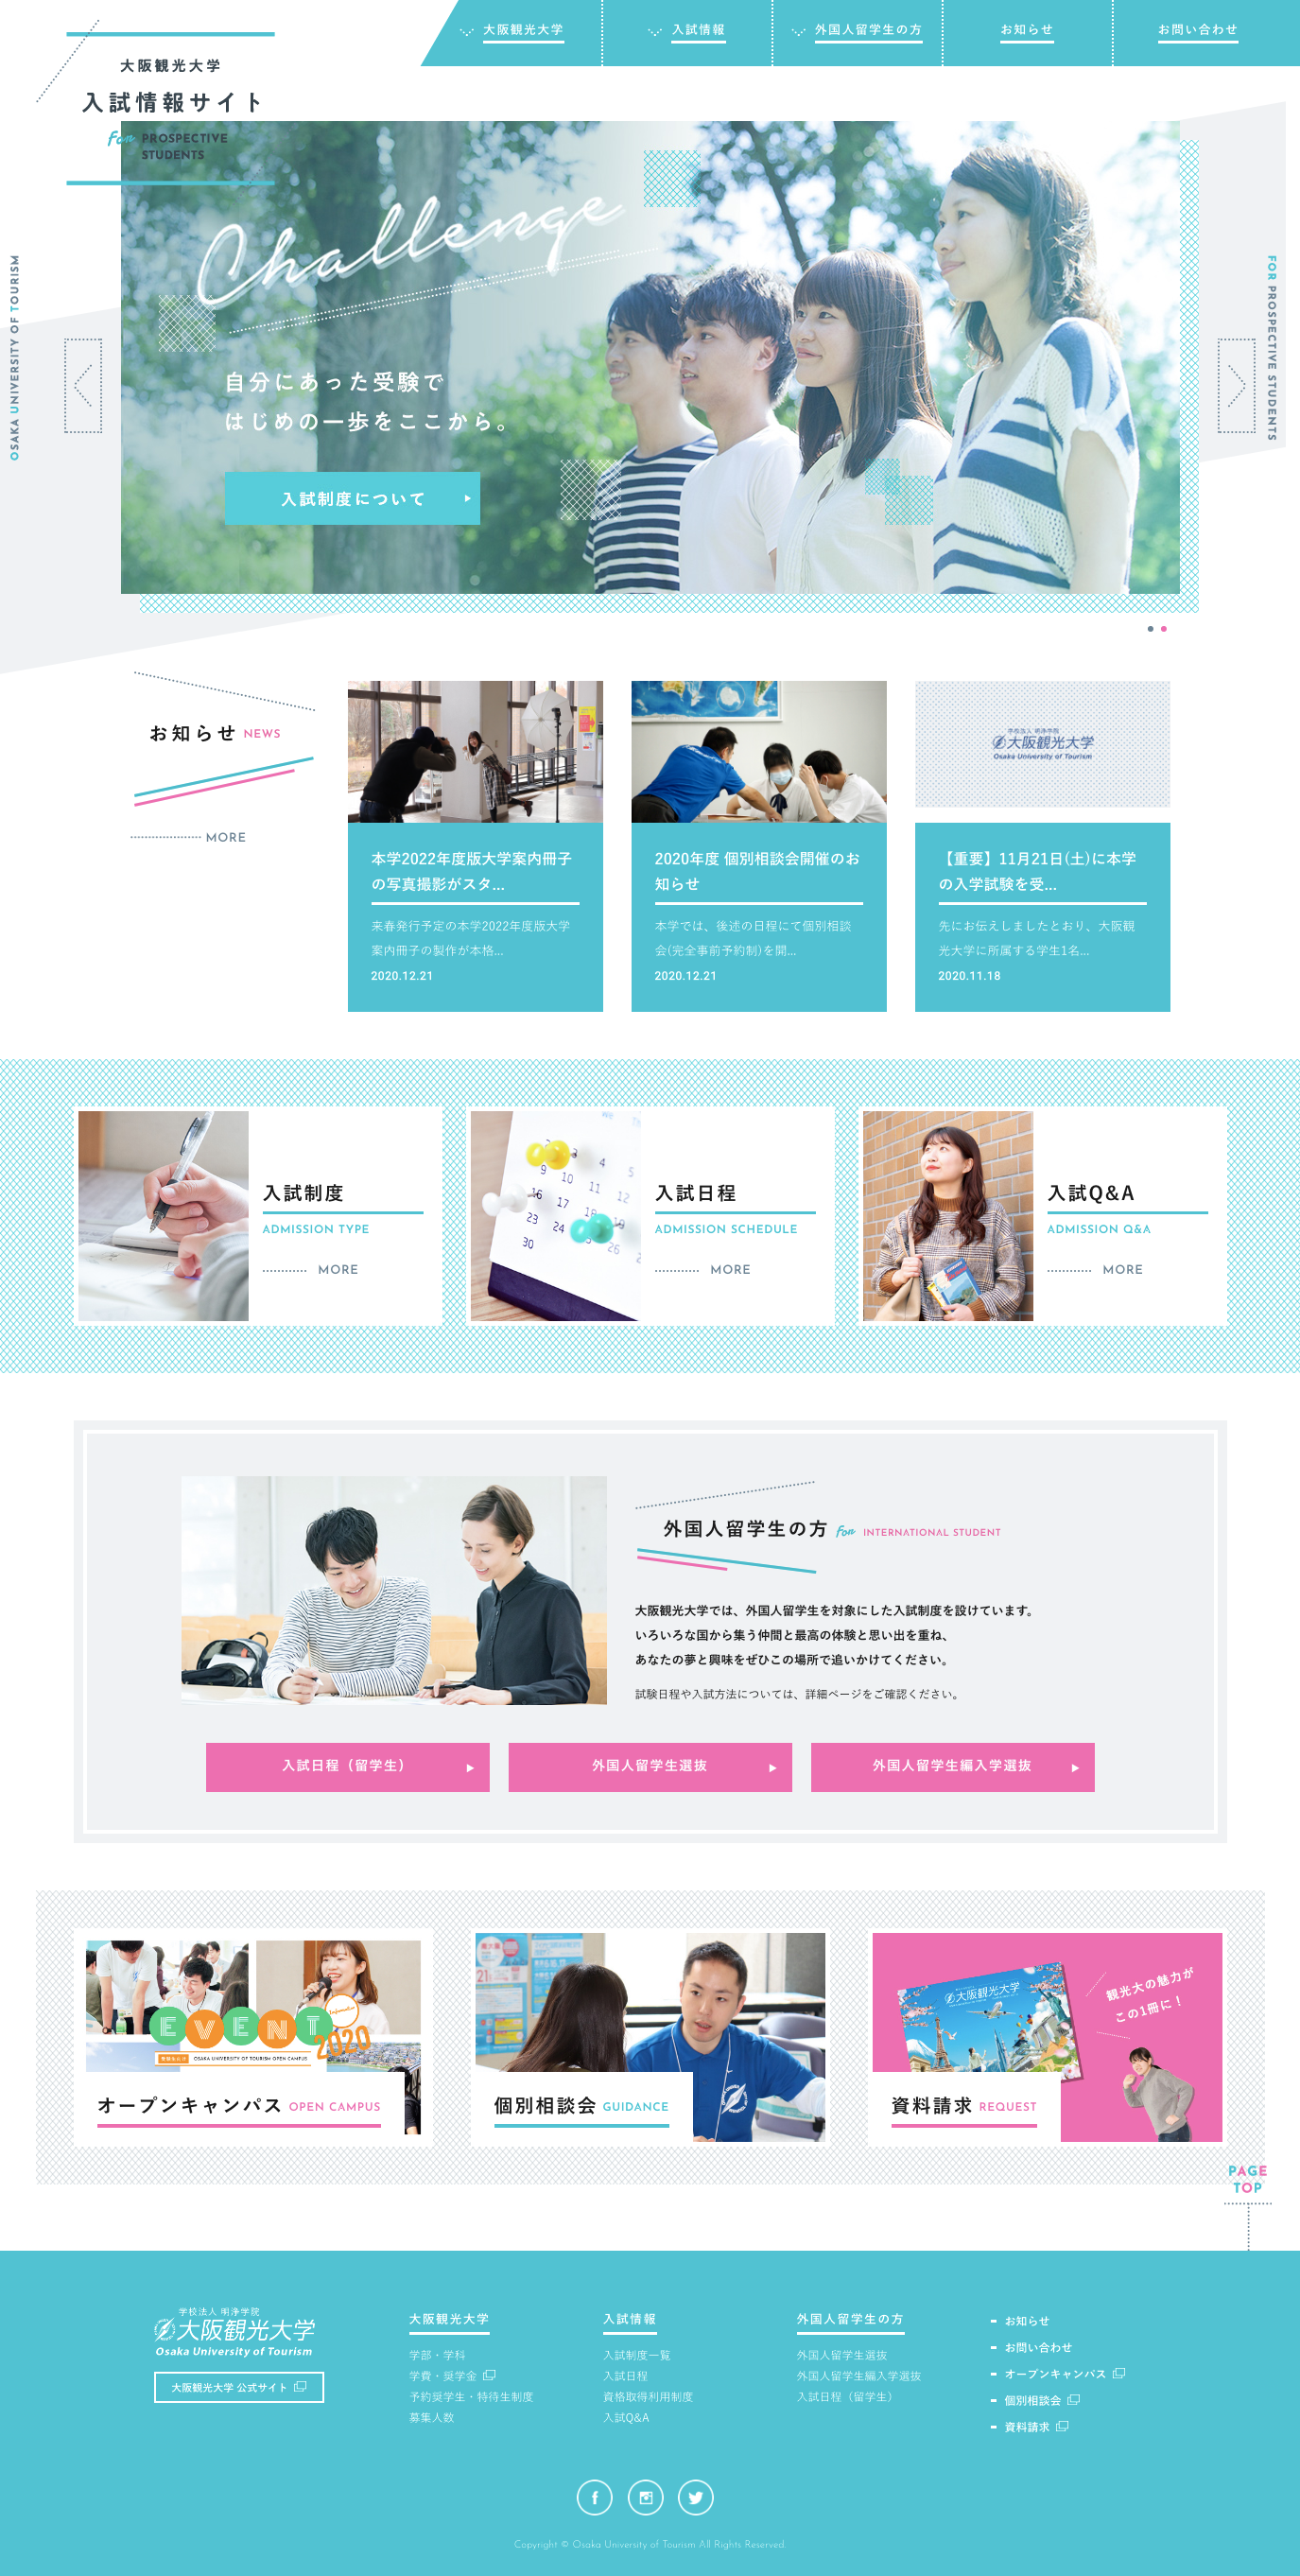 大阪観光大学
入試情報サイト
For PROSPECTIVE
STUDENTS
大阪観光大学
入試情報
外国人留学生の方
お知らせ
お問い合わせ
OSAKA UNIVERSITY OF TOURISM
FOR PROSPECTIVE STUDENTS
Challenge
自分にあった受験で
はじめの一歩をここから。
入試制度について
お知らせ NEWS
MORE
本学2022年度版大学案内冊子
の写真撮影がスタ...
来春発行予定の本学2022年度版大学
案内冊子の製作が本格...
2020.12.21
2020年度 個別相談会開催のお
知らせ
本学では、後述の日程にて個別相談
会(完全事前予約制)を開...
2020.12.21
学校法人 明浄学院
大阪観光大学
Osaka University of Tourism
【重要】11月21日(土)に本学
の入学試験を受...
先にお伝えしましたとおり、大阪観
光大学に所属する学生1名...
2020.11.18
入試制度
ADMISSION TYPE
MORE
入試日程
ADMISSION SCHEDULE
MORE
入試Q&A
ADMISSION Q&A
MORE
外国人留学生の方 For INTERNATIONAL STUDENT
大阪観光大学では、外国人留学生を対象にした入試制度を設けています。
いろいろな国から集う仲間と最高の体験と思い出を重ね、
あなたの夢と興味をぜひこの場所で追いかけてください。
試験日程や入試方法については、詳細ページをご確認ください。
入試日程（留学生）
外国人留学生選抜
外国人留学生編入学選抜
EVENT
2020
Information
OSAKA UNIVERSITY OF TOURISM OPEN CAMPUS
オープンキャンパス OPEN CAMPUS
個別相談会 GUIDANCE
大阪観光大学
観光大の魅力が
この1冊に！
資料請求 REQUEST
PAGE
TOP
学校法人 明浄学院
大阪観光大学
Osaka University of Tourism
大阪観光大学 公式サイト
大阪観光大学
学部・学科
学費・奨学金
予約奨学生・特待生制度
募集人数
入試情報
入試制度一覧
入試日程
資格取得利用制度
入試Q&A
外国人留学生の方
外国人留学生選抜
外国人留学生編入学選抜
入試日程（留学生）
お知らせ
お問い合わせ
オープンキャンパス
個別相談会
資料請求
Copyright © Osaka University of Tourism All Rights Reserved.